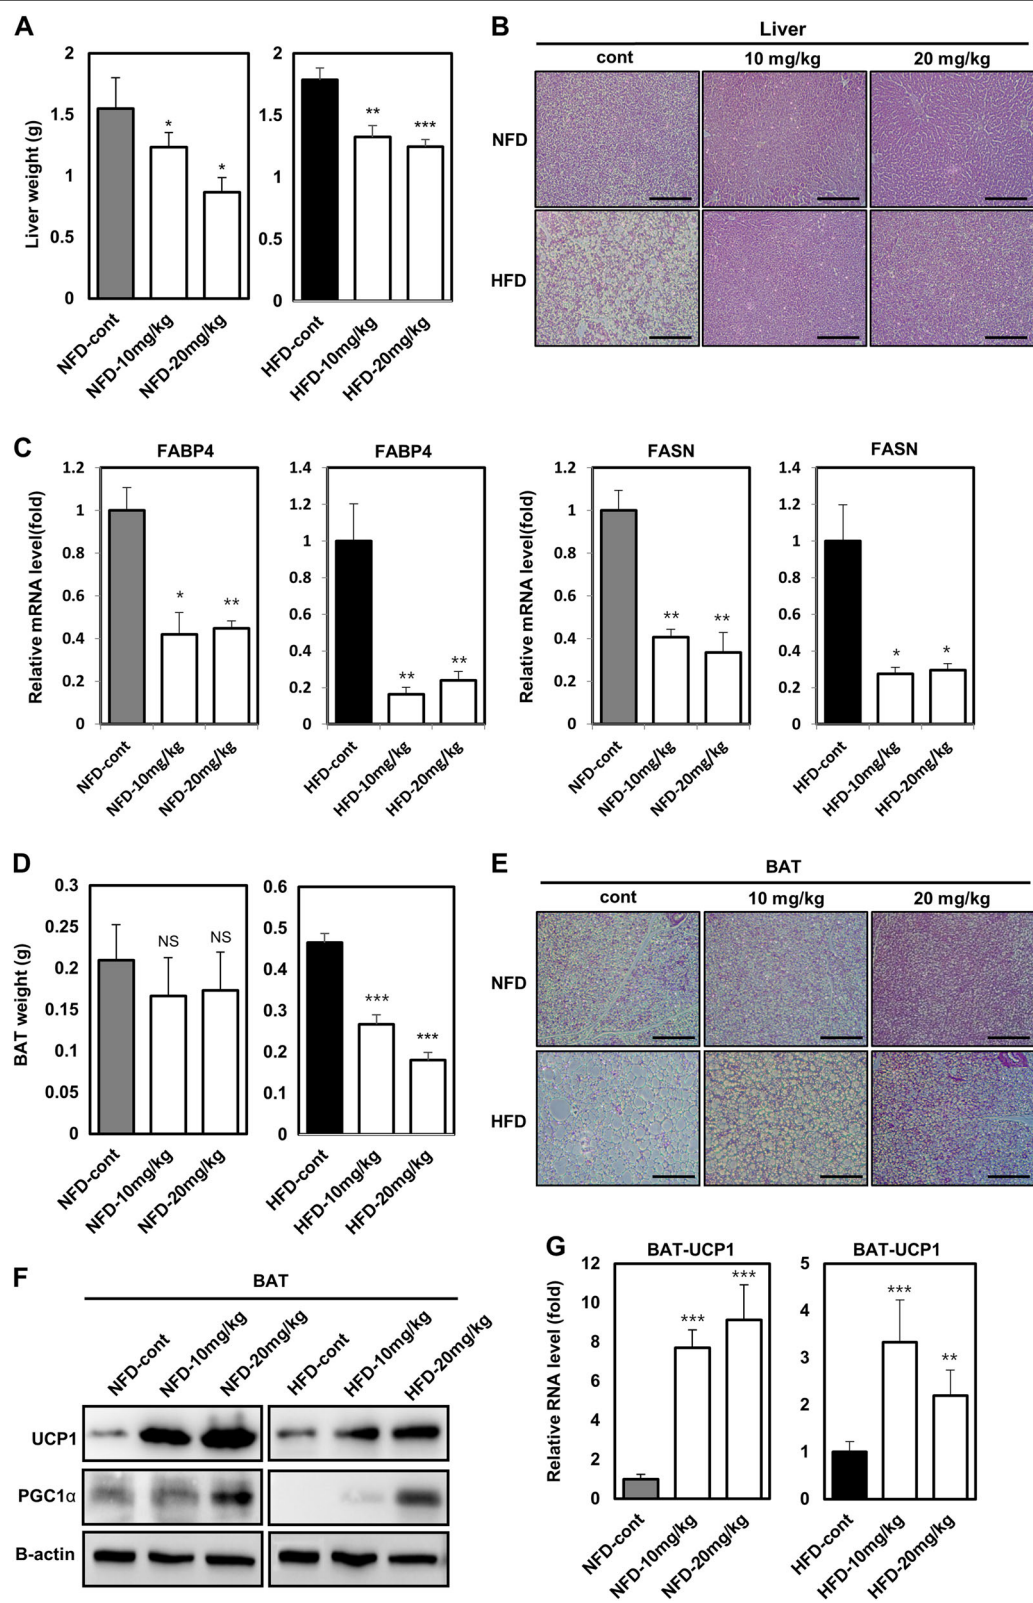 A
Liver weight (g)
2
1.5
1
0.5
0
*
*
NFD-cont
NFD-10mg/kg
NFD-20mg/kg
2
1.5
1
0.5
0
**
***
HFD-cont
HFD-10mg/kg
HFD-20mg/kg
B
Liver
cont
10 mg/kg
20 mg/kg
NFD
HFD
C
FABP4
Relative mRNA level(fold)
1.2
1
0.8
0.6
0.4
0.2
0
*
**
NFD-cont
NFD-10mg/kg
NFD-20mg/kg
FABP4
1.4
1.2
1
0.8
0.6
0.4
0.2
0
**
**
HFD-cont
HFD-10mg/kg
HFD-20mg/kg
FASN
Relative mRNA level(fold)
1.2
1
0.8
0.6
0.4
0.2
0
**
**
NFD-cont
NFD-10mg/kg
NFD-20mg/kg
FASN
1.4
1.2
1
0.8
0.6
0.4
0.2
0
*
*
HFD-cont
HFD-10mg/kg
HFD-20mg/kg
D
BAT weight (g)
0.3
0.25
0.2
0.15
0.1
0.05
0
NS
NS
NFD-cont
NFD-10mg/kg
NFD-20mg/kg
0.6
0.5
0.4
0.3
0.2
0.1
0
***
***
HFD-cont
HFD-10mg/kg
HFD-20mg/kg
E
BAT
cont
10 mg/kg
20 mg/kg
NFD
HFD
F
BAT
NFD-cont
NFD-10mg/kg
NFD-20mg/kg
HFD-cont
HFD-10mg/kg
HFD-20mg/kg
UCP1
PGC1α
B-actin
G
BAT-UCP1
Relative RNA level (fold)
12
10
8
6
4
2
0
***
***
NFD-cont
NFD-10mg/kg
NFD-20mg/kg
BAT-UCP1
5
4
3
2
1
0
***
**
HFD-cont
HFD-10mg/kg
HFD-20mg/kg